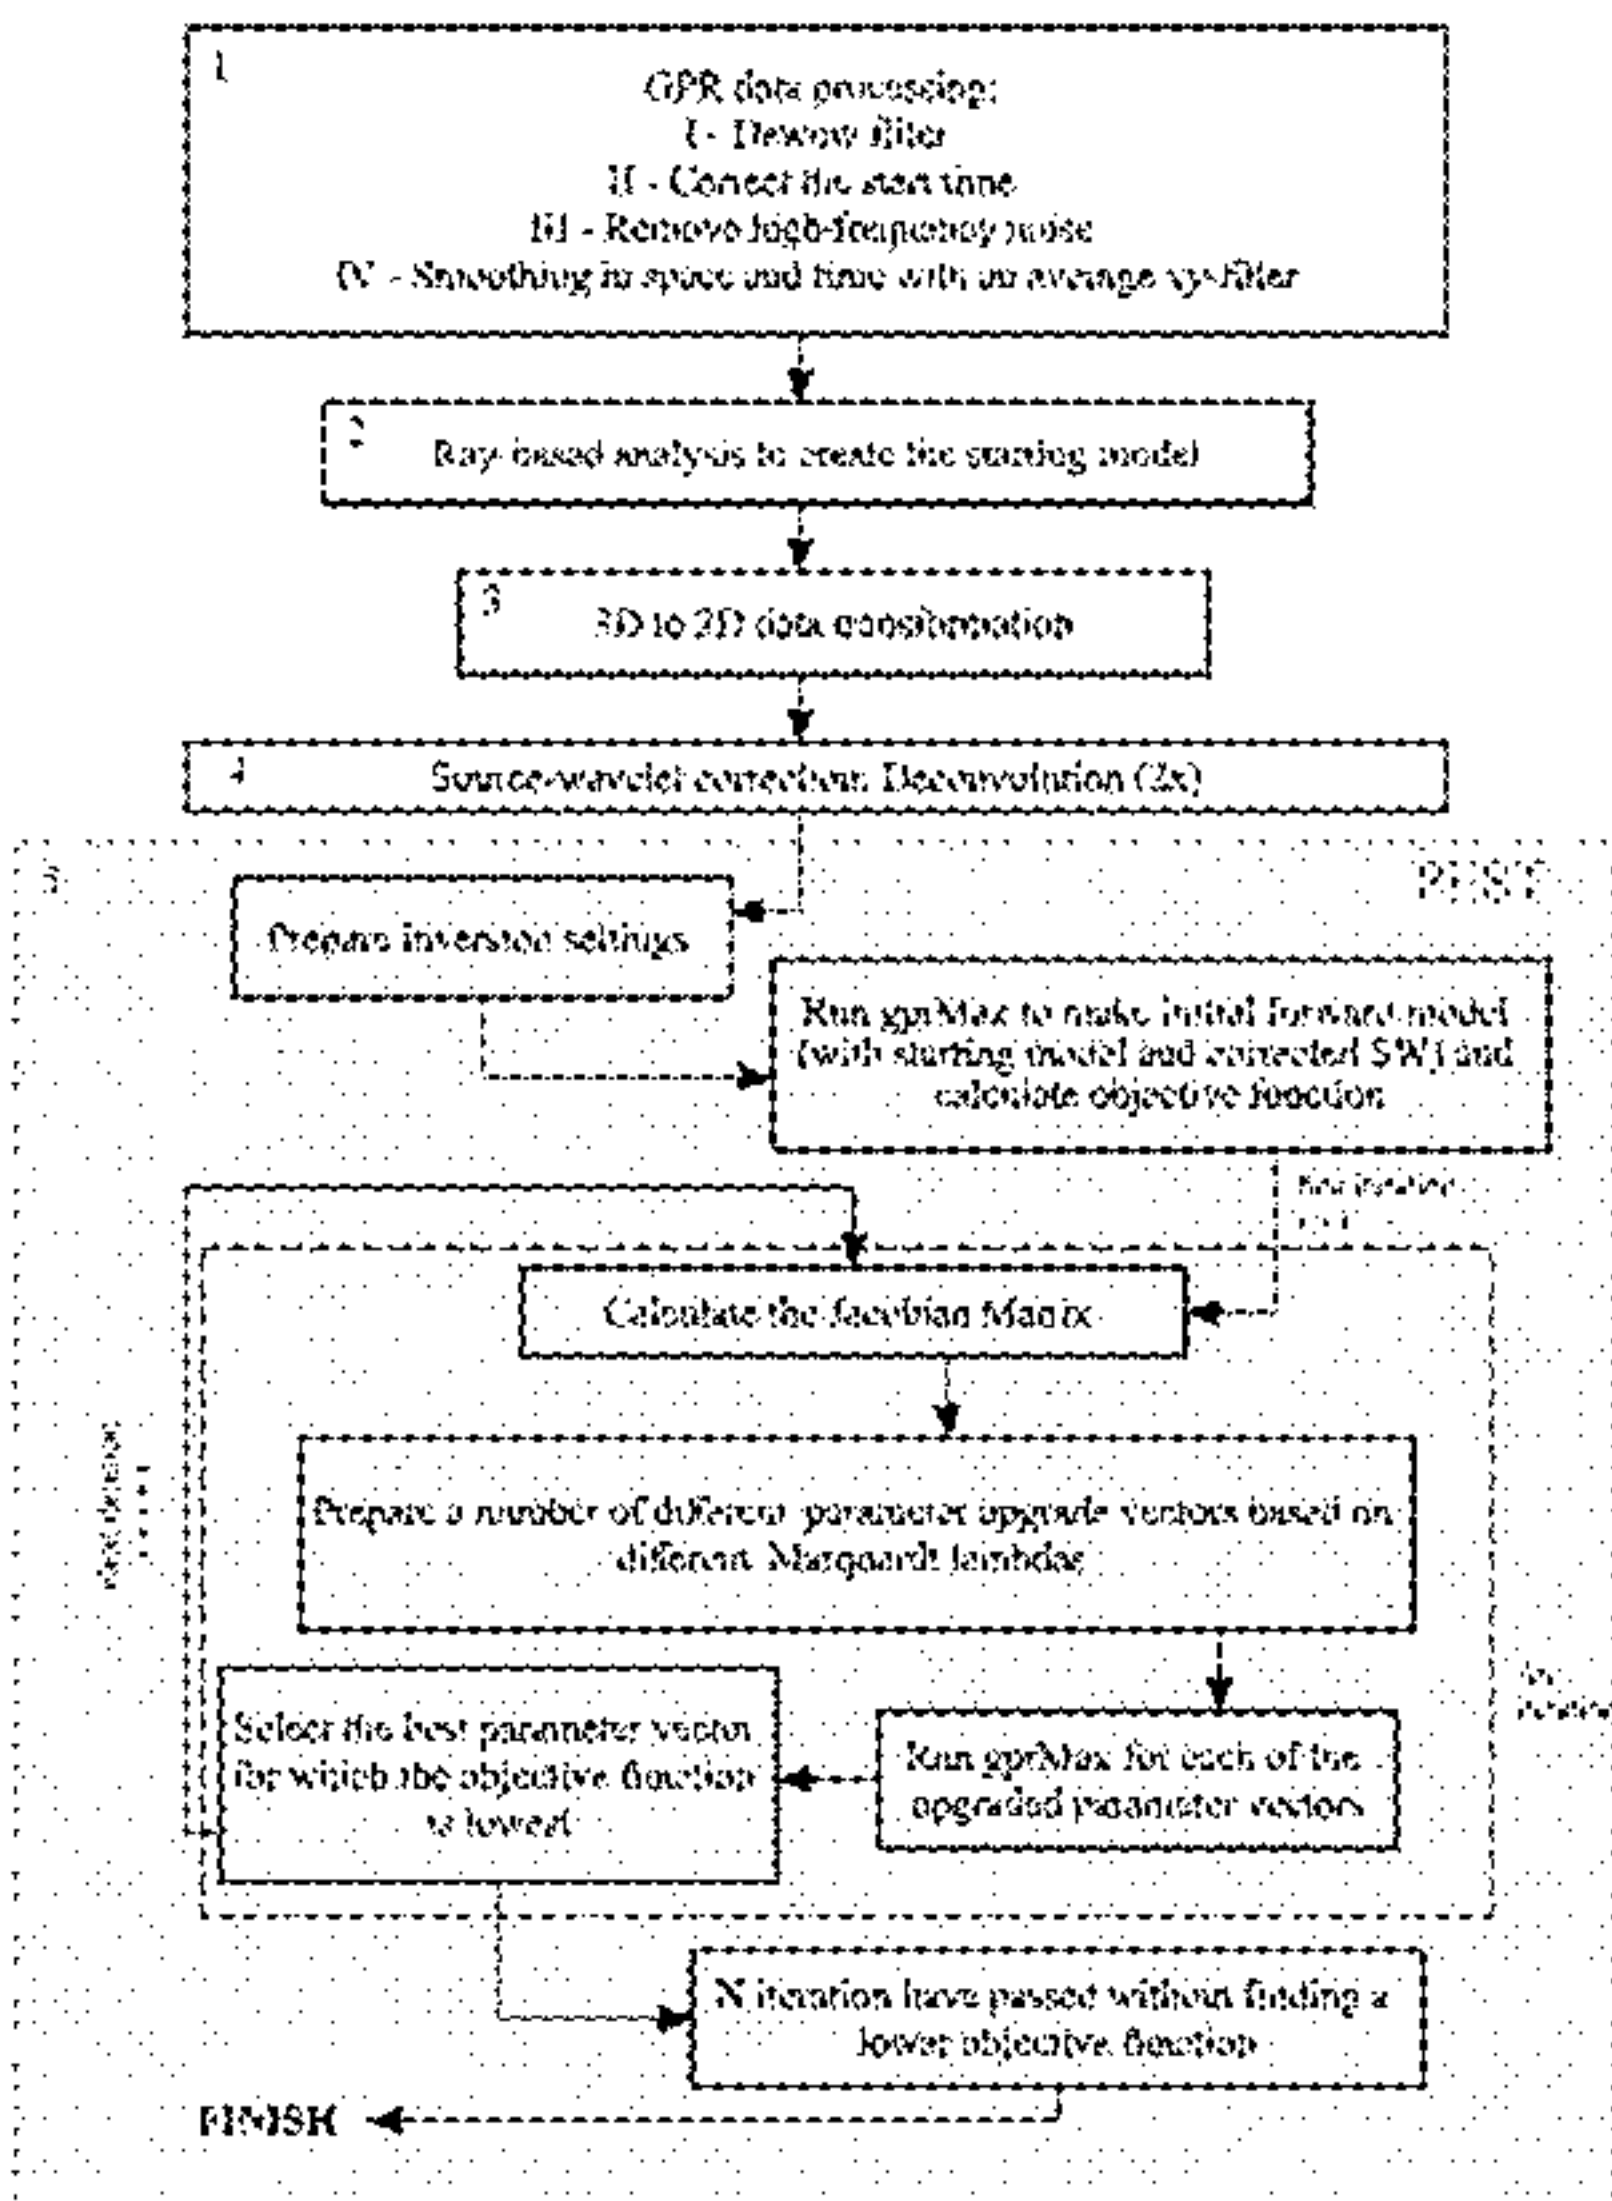 1
GPR data processing:
I - Dewow filter
II - Correct the start time
III - Remove high-frequency noise
IV - Smoothing in space and time with an average xy-filter
2
Ray-based analysis to create the starting model
3
3D to 2D data transformation
4
Source-wavelet correction: Deconvolution (2x)
5
PEST
Prepare inversion settings
Run gprMax to make initial forward model
(with starting model and corrected SW) and
calculate objective function
Calculate the Jacobian Matrix
Prepare a number of different parameter upgrade vectors based on
different Marquardt lambdas
Select the best parameter vector
for which the objective function
is lowest
Run gprMax for each of the
upgraded parameter vectors
Next iteration
N iteration have passed without finding a
lower objective function
FINISH